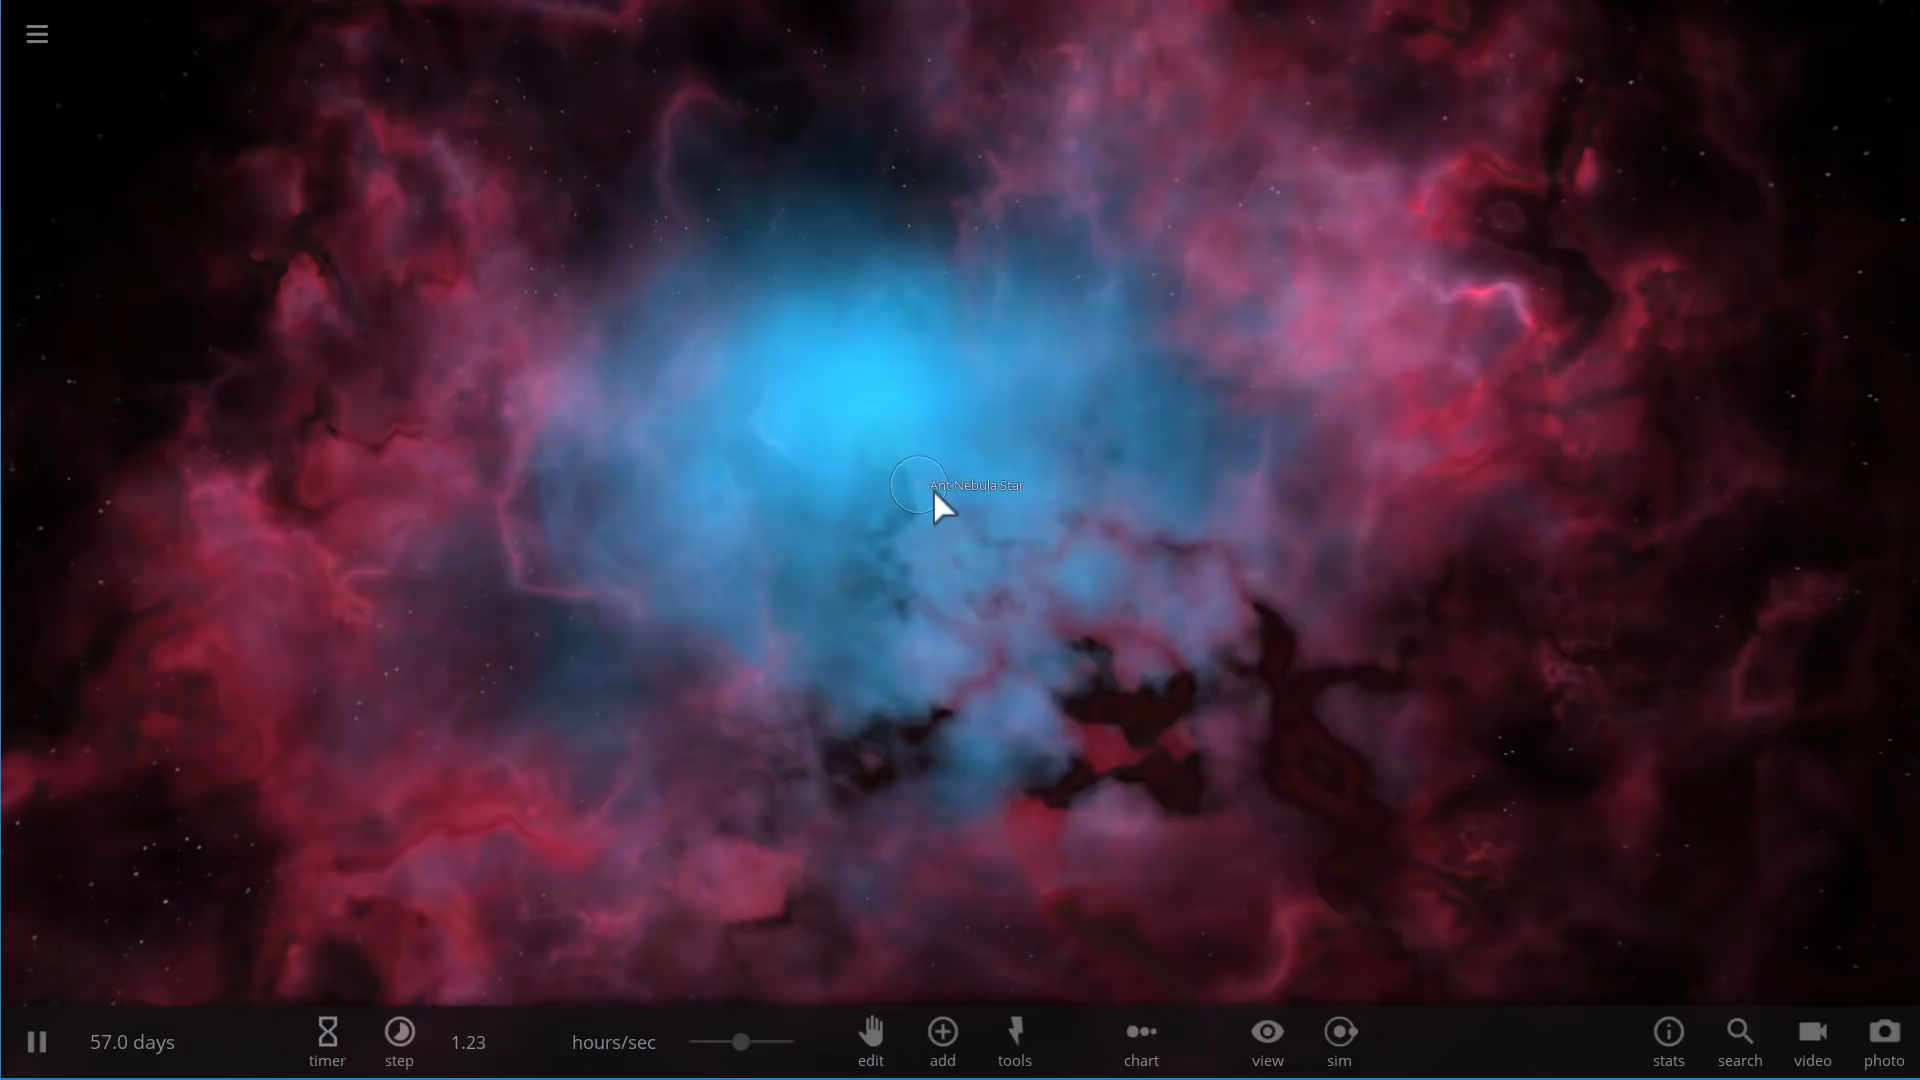 Ant Nebula Star
57.0 days
timer
step
1.23
hours/sec
edit
add
tools
chart
view
sim
stats
search
video
photo